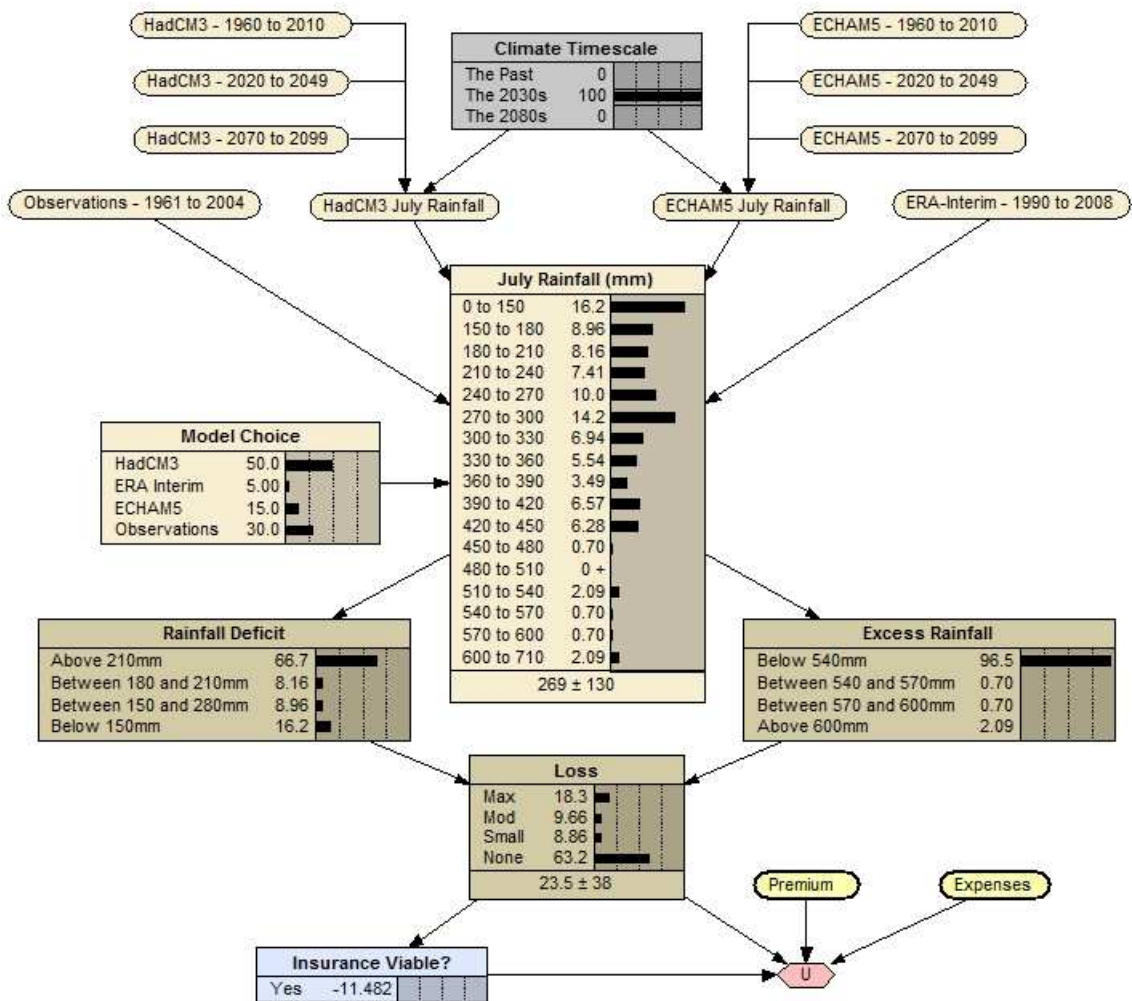 HadCM3 - 1960 to 2010
ECHAM5 - 1960 to 2010
Climate Timescale
The Past 0
The 2030s 100
The 2080s 0
HadCM3 - 2020 to 2049
ECHAM5 - 2020 to 2049
HadCM3 - 2070 to 2099
ECHAM5 - 2070 to 2099
Observations - 1961 to 2004
HadCM3 July Rainfall
ECHAM5 July Rainfall
ERA-Interim - 1990 to 2008
July Rainfall (mm)
0 to 150 16.2
150 to 180 8.96
180 to 210 8.16
210 to 240 7.41
240 to 270 10.0
270 to 300 14.2
300 to 330 6.94
330 to 360 5.54
360 to 390 3.49
390 to 420 6.57
420 to 450 6.28
450 to 480 0.70
480 to 510 0 +
510 to 540 2.09
540 to 570 0.70
570 to 600 0.70
600 to 710 2.09
269 ± 130
Model Choice
HadCM3 50.0
ERA Interim 5.00
ECHAM5 15.0
Observations 30.0
Rainfall Deficit
Above 210mm 66.7
Between 180 and 210mm 8.16
Between 150 and 280mm 8.96
Below 150mm 16.2
Excess Rainfall
Below 540mm 96.5
Between 540 and 570mm 0.70
Between 570 and 600mm 0.70
Above 600mm 2.09
Loss
Max 18.3
Mod 9.66
Small 8.86
None 63.2
23.5 ± 38
Premium
Expenses
Insurance Viable?
Yes -11.482
U